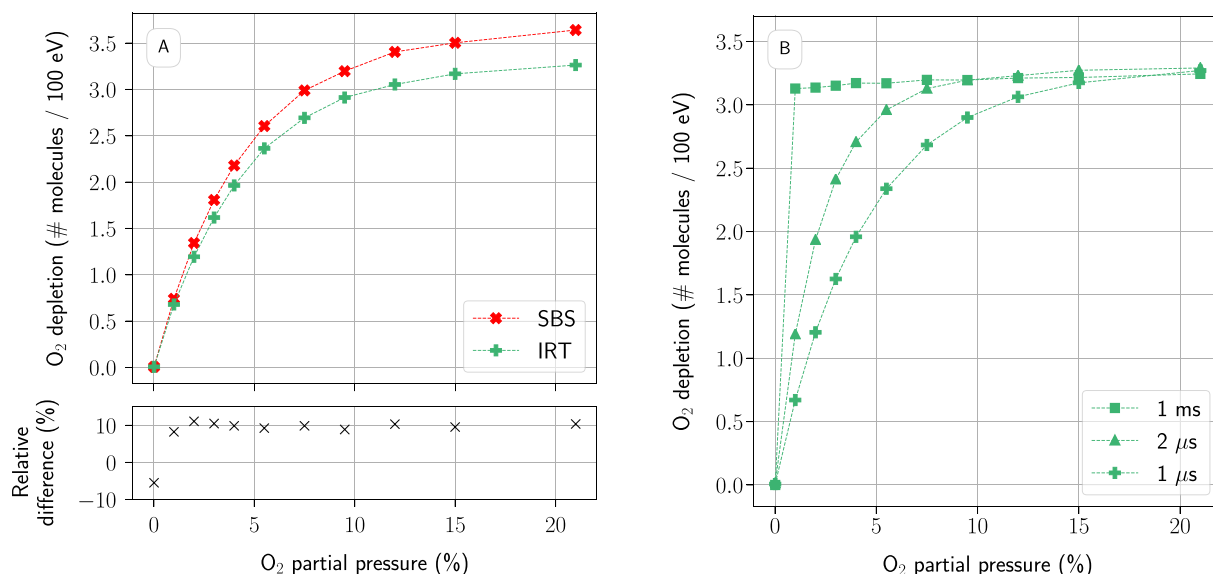 A
O₂ depletion (# molecules / 100 eV)
3.5
3.0
2.5
2.0
1.5
1.0
0.5
0.0
SBS
IRT
Relative
difference (%)
10
0
−10
0 5 10 15 20
O₂ partial pressure (%)
B
O₂ depletion (# molecules / 100 eV)
3.5
3.0
2.5
2.0
1.5
1.0
0.5
0.0
1 ms
2 μs
1 μs
0 5 10 15 20
O₂ partial pressure (%)